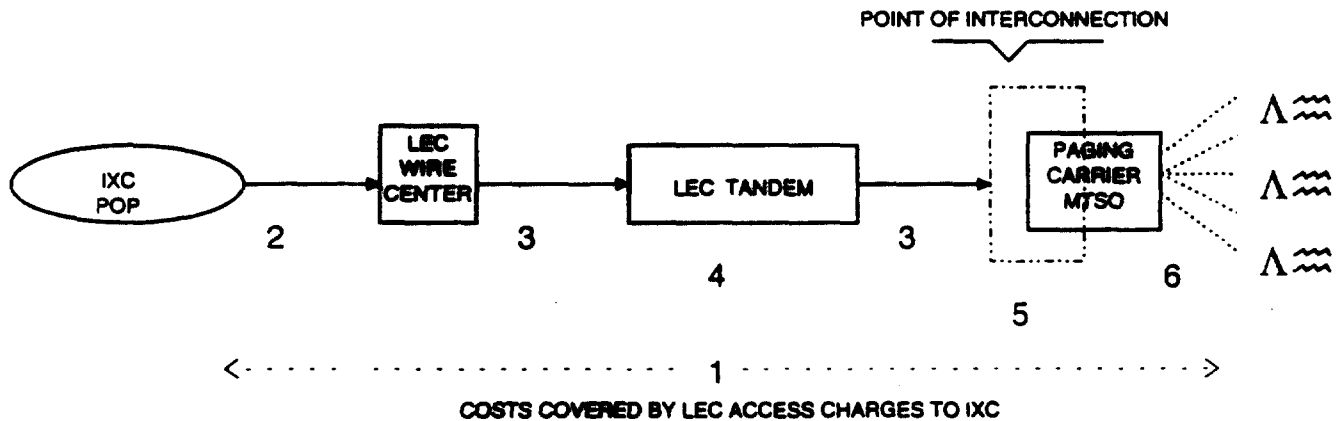 POINT OF INTERCONNECTION
IXC
POP
LEC
WIRE
CENTER
LEC TANDEM
PAGING
CARRIER
MTSO
2
3
4
3
5
6
1
COSTS COVERED BY LEC ACCESS CHARGES TO IXC